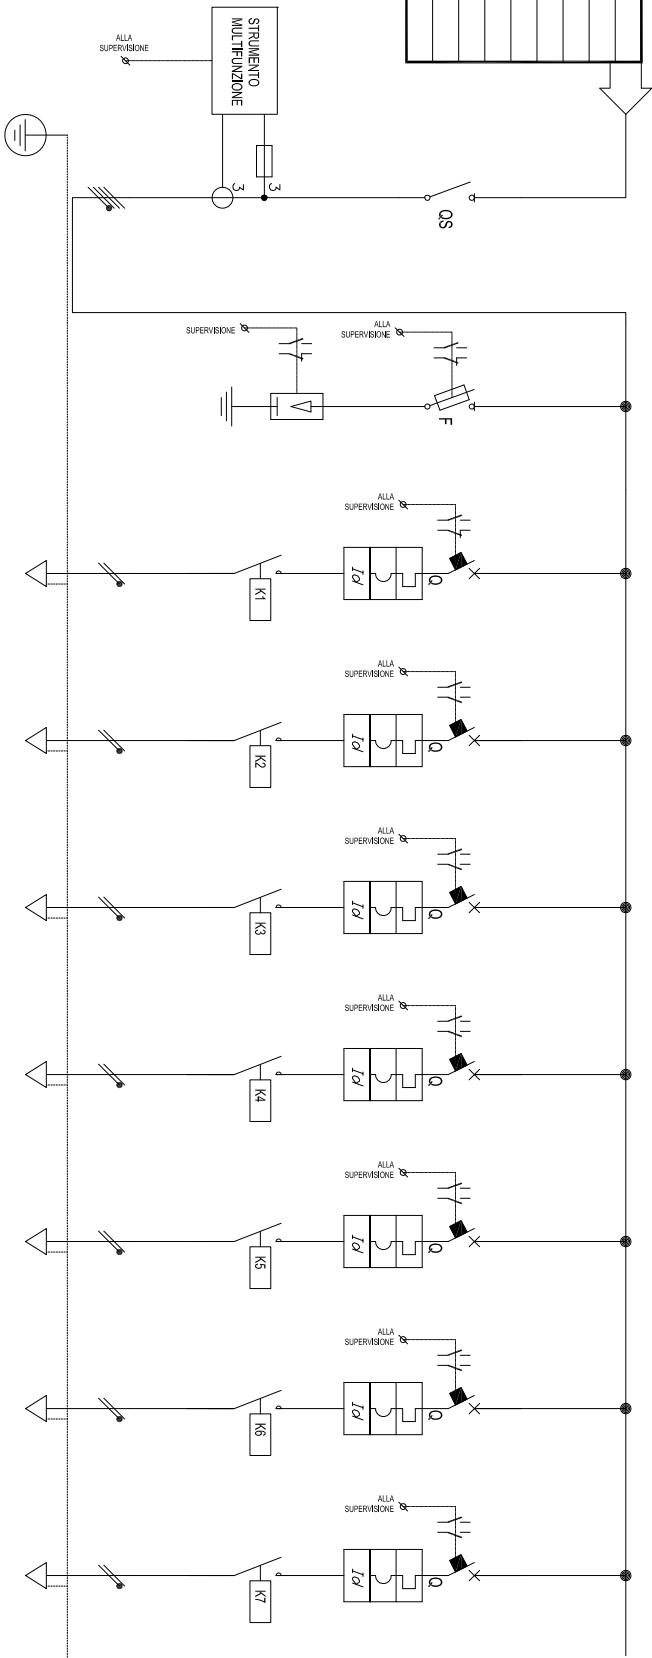 ALLA
SUPERVISIONE
STRUMENTO
MULTIFUNZIONE
3
3
QS
SUPERVISIONE
ALLA
SUPERVISIONE
F
ALLA
SUPERVISIONE
Q
Id
K1
ALLA
SUPERVISIONE
Q
Id
K2
ALLA
SUPERVISIONE
Q
Id
K3
ALLA
SUPERVISIONE
Q
Id
K4
ALLA
SUPERVISIONE
Q
Id
K5
ALLA
SUPERVISIONE
Q
Id
K6
ALLA
SUPERVISIONE
Q
Id
K7